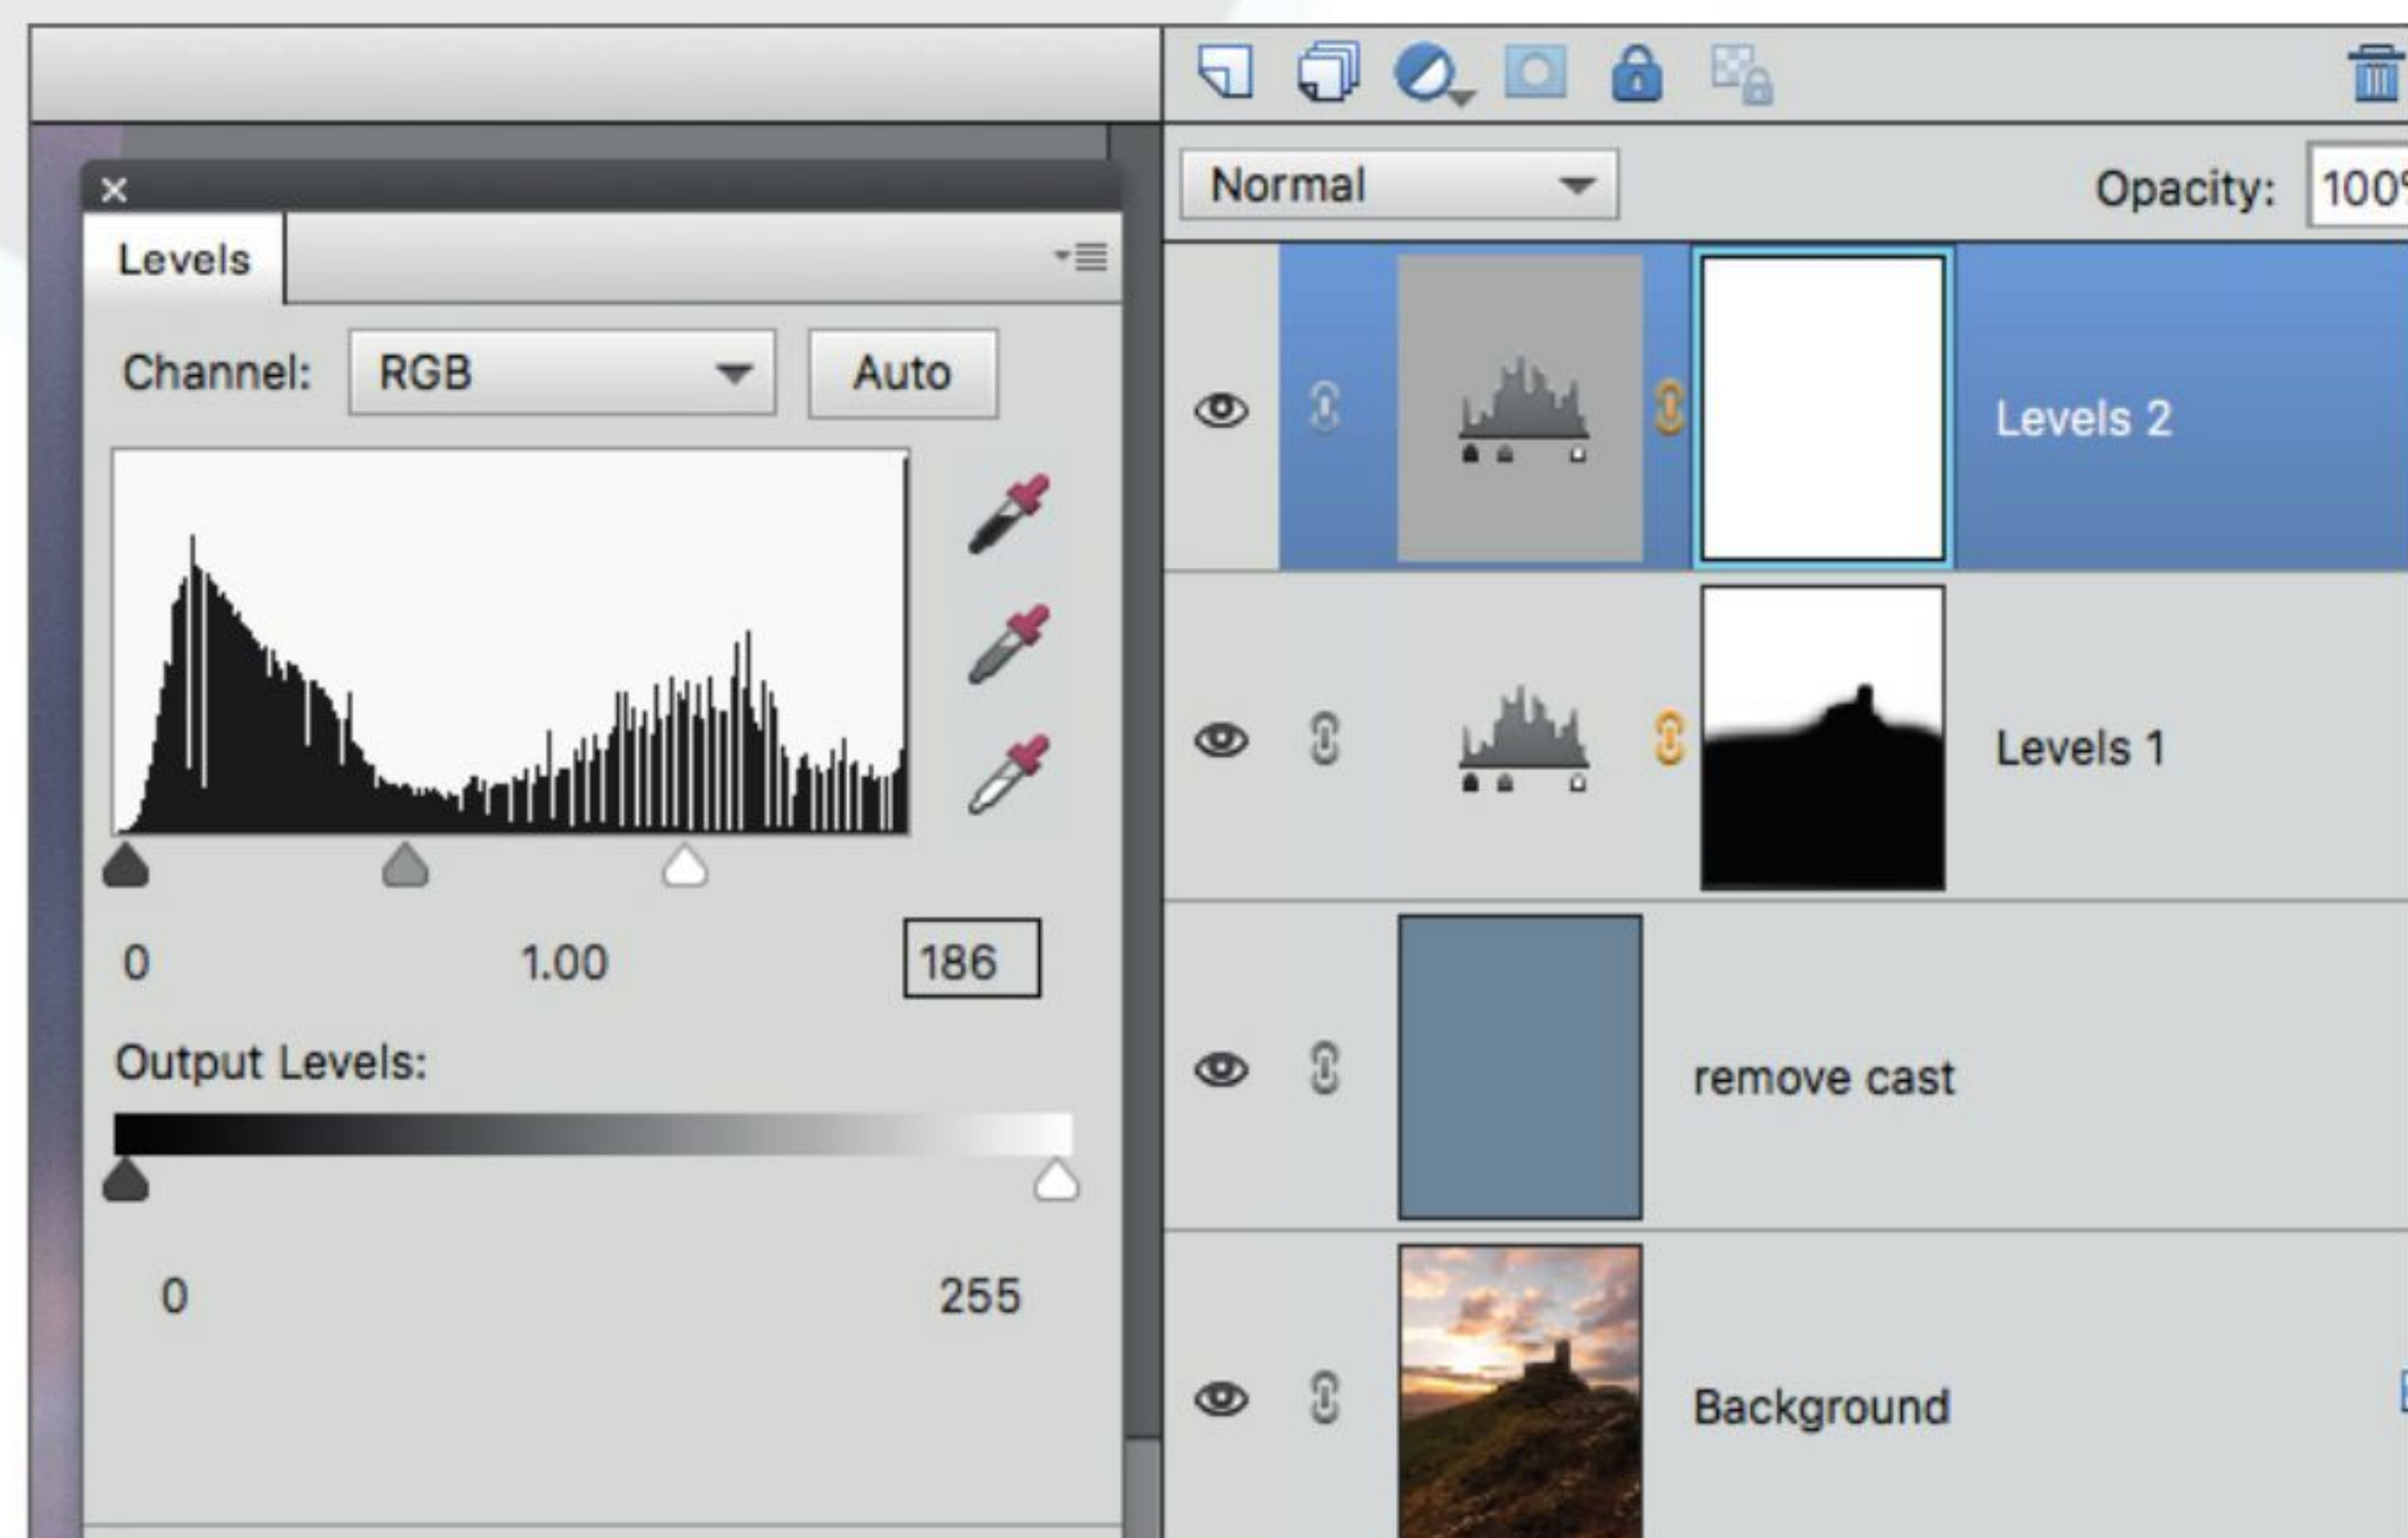 Normal
Opacity: 100%
Levels
Channel: RGB Auto
Levels 2
Levels 1
0 1.00 186
Output Levels:
remove cast
0 255
Background